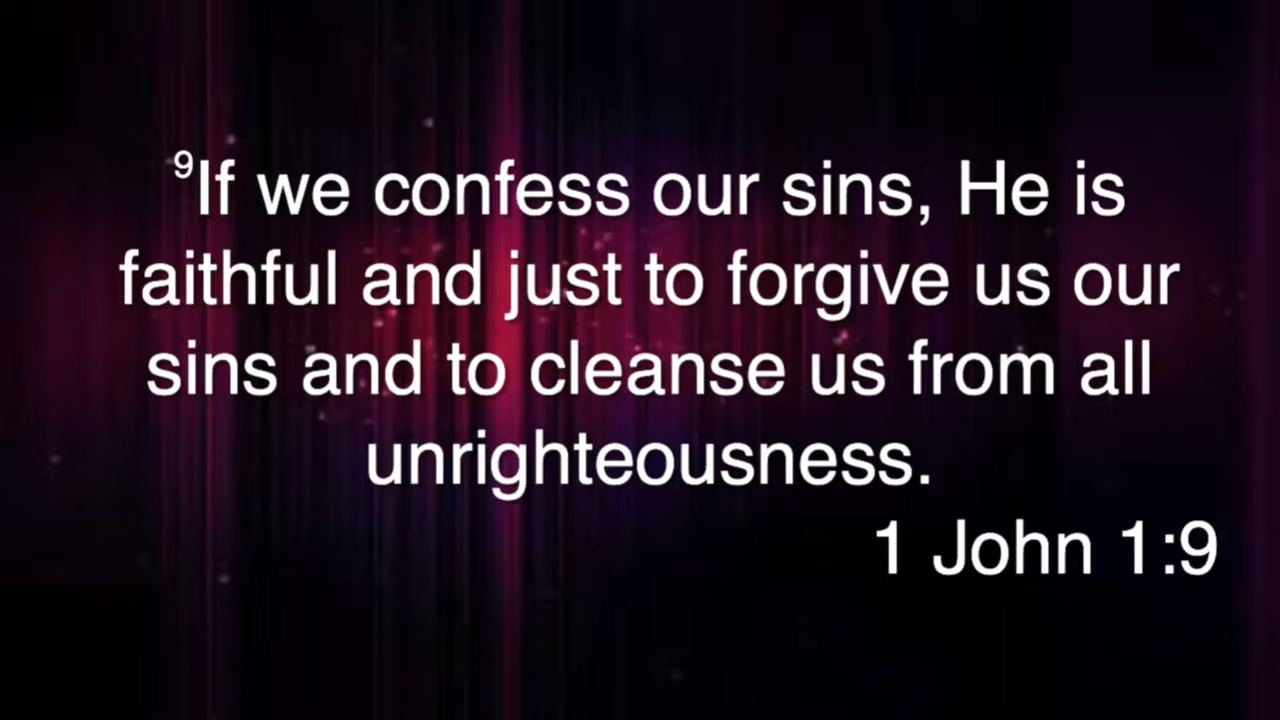 ⁹If we confess our sins, He is
faithful and just to forgive us our
sins and to cleanse us from all
unrighteousness.
1 John 1:9